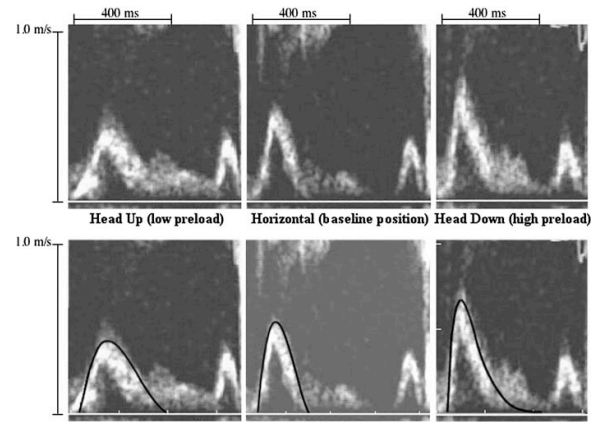 400 ms
400 ms
400 ms
1.0 m/s
Head Up (low preload)
Horizontal (baseline position)
Head Down (high preload)
1.0 m/s